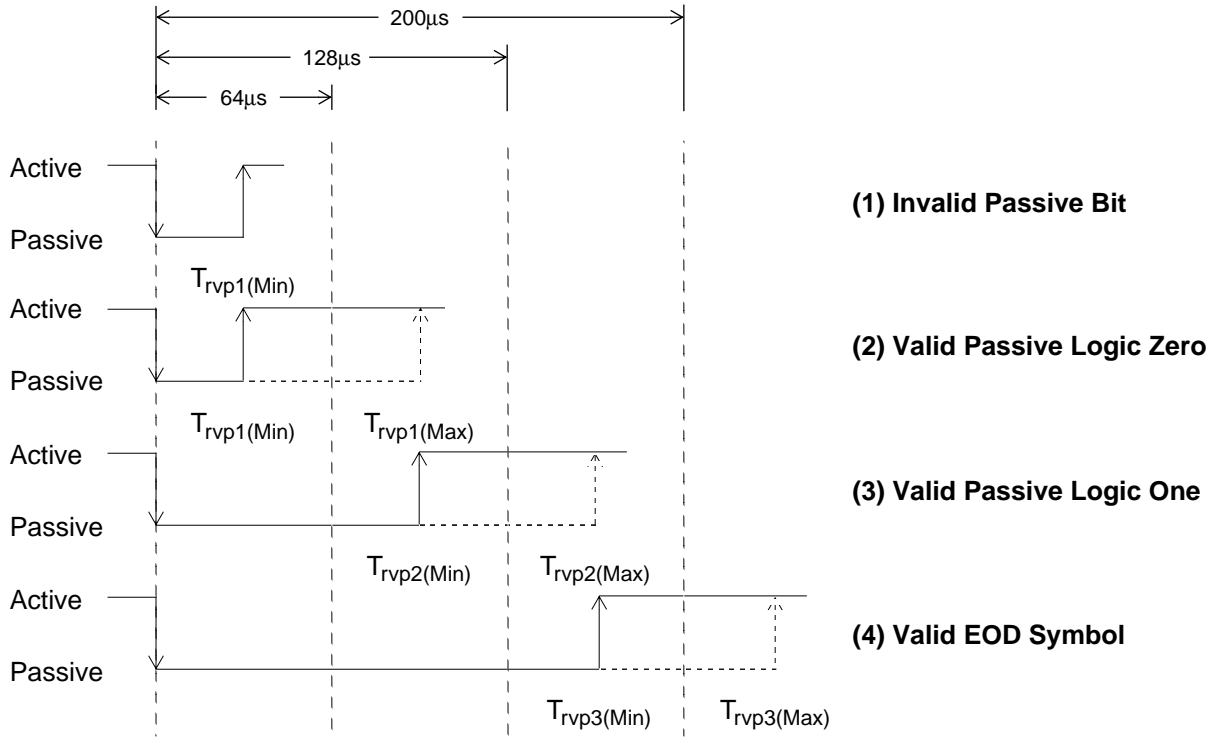 200μs
128μs
64μs
Active
Passive
(1) Invalid Passive Bit
Trvp1(Min)
Active
Passive
(2) Valid Passive Logic Zero
Trvp1(Min) Trvp1(Max)
Active
Passive
(3) Valid Passive Logic One
Trvp2(Min) Trvp2(Max)
Active
Passive
(4) Valid EOD Symbol
Trvp3(Min) Trvp3(Max)